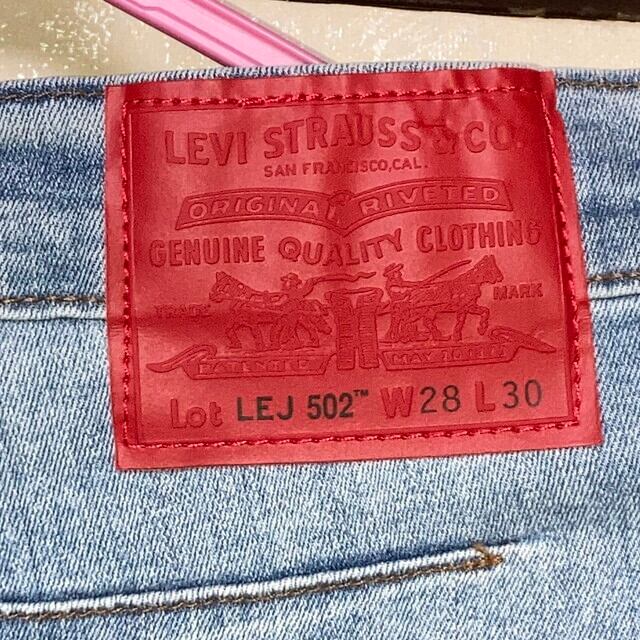 LEVI STRAUSS & CO.
SAN FRANCISCO, CAL.
ORIGINAL RIVETED
GENUINE QUALITY CLOTHING
TRADE MARK
PATENTED MAY 20 1873
Lot LEJ 502™ W28 L30